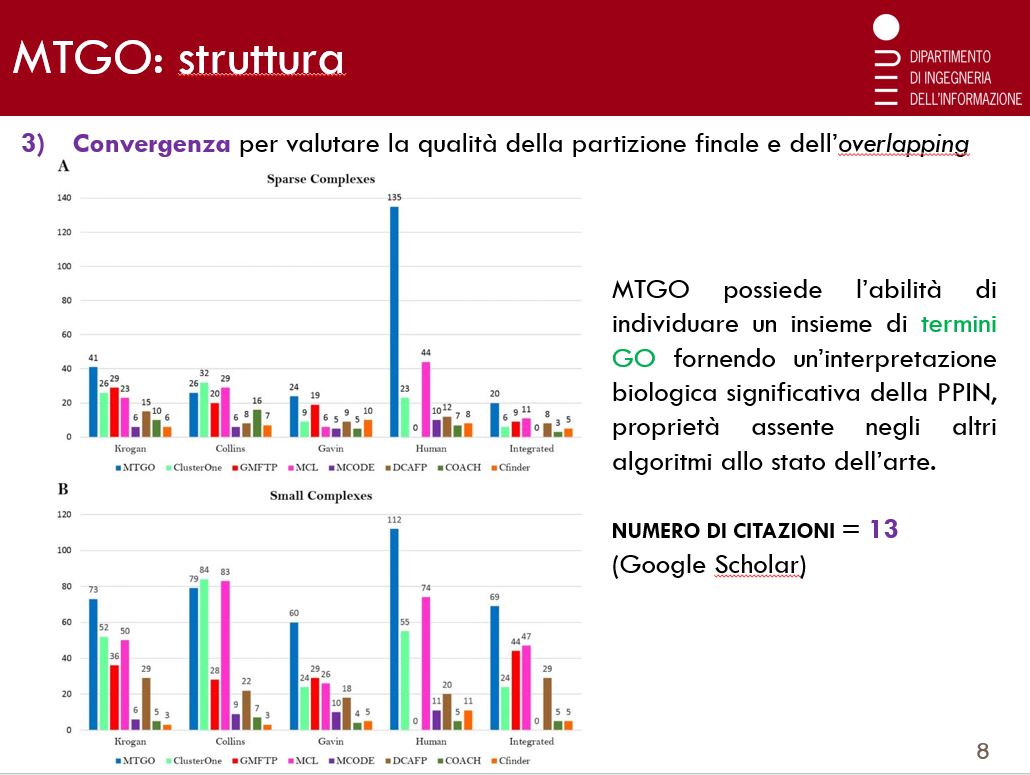 MTGO: struttura
DIPARTIMENTO
DI INGEGNERIA
DELL'INFORMAZIONE
3) Convergenza per valutare la qualità della partizione finale e dell'overlapping
A
Sparse Complexes
140
120
100
80
60
40
20
0
41 26 29 23 6 15 10 6
26 32 20 29 6 8 16 7
24 9 19 6 5 9 5 10
135 23 0 44 10 12 7 8
20 6 9 11 0 8 3 5
Krogan Collins Gavin Human Integrated
MTGO ClusterOne GMFTP MCL MCODE DCAFP COACH Cfinder
B
Small Complexes
120
100
80
60
40
20
0
73 52 36 50 6 29 5 3
79 84 28 83 9 22 7 3
60 24 29 26 10 18 4 5
112 55 0 74 11 20 5 11
69 24 44 47 0 29 5 5
Krogan Collins Gavin Human Integrated
MTGO ClusterOne GMFTP MCL MCODE DCAFP COACH Cfinder
MTGO possiede l'abilità di
individuare un insieme di termini
GO fornendo un'interpretazione
biologica significativa della PPIN,
proprietà assente negli altri
algoritmi allo stato dell'arte.
NUMERO DI CITAZIONI = 13
(Google Scholar)
8